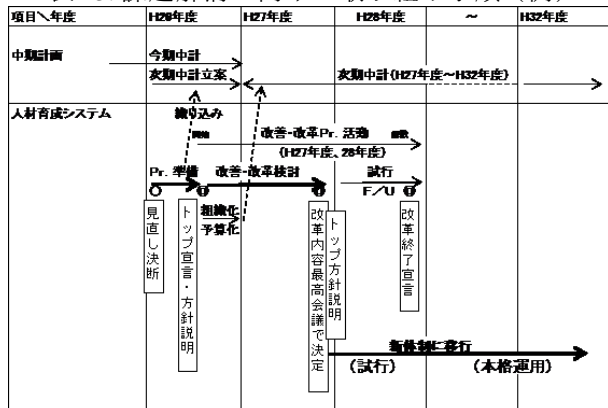 項目＼年度 H26年度 H27年度 H28年度 ～ H32年度
中期計画 今期中計
次期中計立案 次期中計(H27年度～H32年度)
人材育成システム 織り込み
開始 改善-改革Pr. 活動
(H27年度、28年度)
Pr. 準備 改善-改革検討 試行
F/U
組織化
予算化
見直し決断
トップ宣言・方針説明
改革内容最高会議で決定
トップ方針説明
改革終了宣言
新体制に移行
(試行) (本格運用)